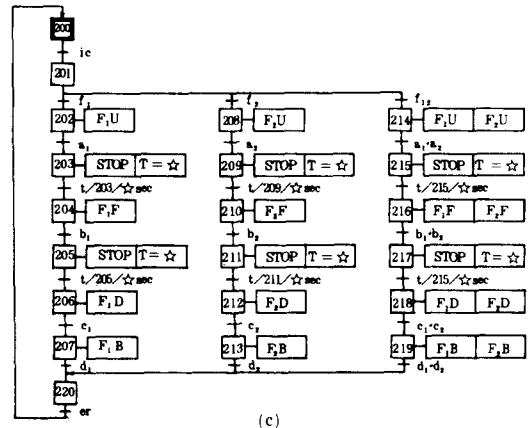 200
ic
201
f₁ f₂ f₁₂
202 F₁U 208 F₂U 214 F₁U F₂U
a₁ a₂ a₁·a₂
203 STOP T=☆ 209 STOP T=☆ 215 STOP T=☆
t/203/☆sec t/209/☆sec t/215/☆sec
204 F₁F 210 F₂F 216 F₁F F₂F
b₁ b₂ b₁·b₂
205 STOP T=☆ 211 STOP T=☆ 217 STOP T=☆
t/205/☆sec t/211/☆sec t/215/☆sec
206 F₁D 212 F₂D 218 F₁D F₂D
c₁ c₂ c₁·c₂
207 F₁B 213 F₂B 219 F₁B F₂B
d₁ d₂ d₁·d₂
220
er
(c)